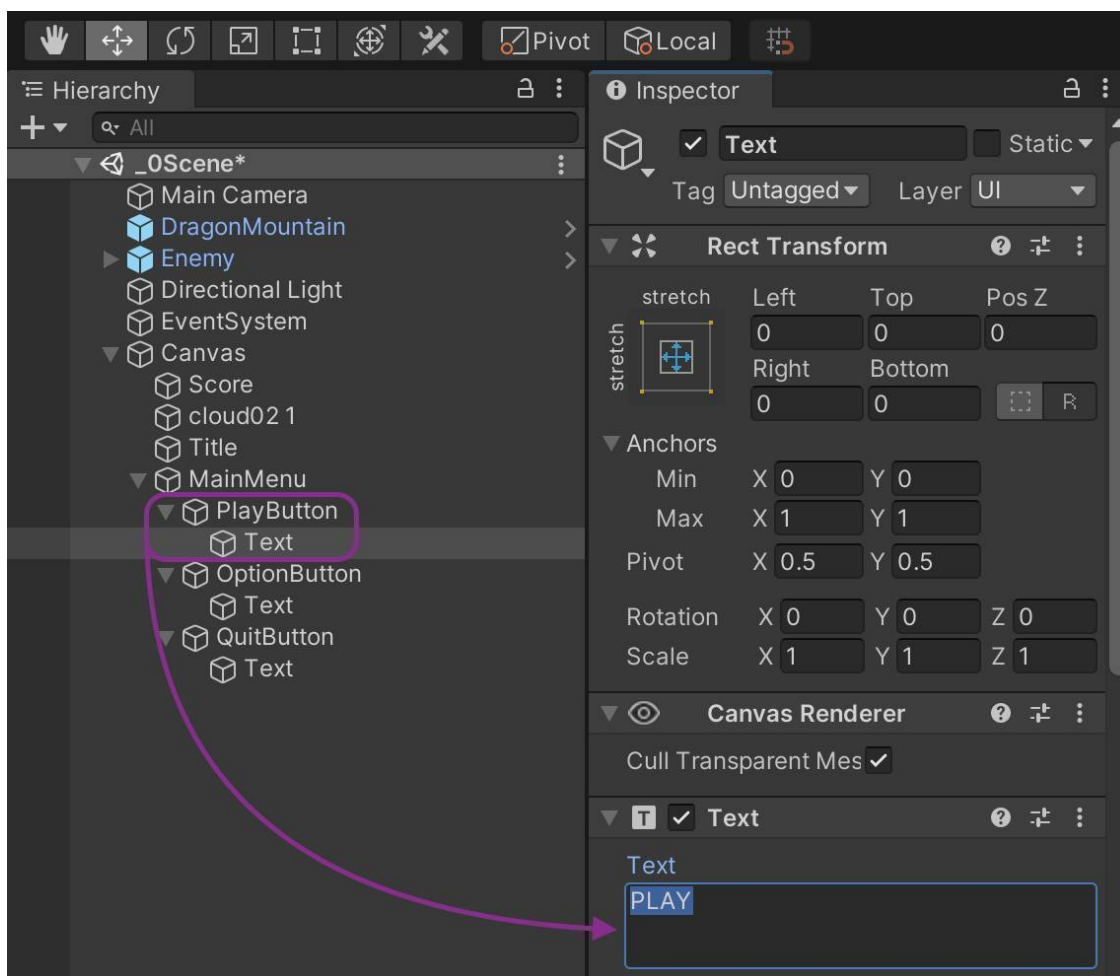 Pivot Local
Hierarchy
All
_0Scene*
Main Camera
DragonMountain
Enemy
Directional Light
EventSystem
Canvas
Score
cloud02 1
Title
MainMenu
PlayButton
Text
OptionButton
Text
QuitButton
Text
Inspector
Text Static
Tag Untagged Layer UI
Rect Transform
stretch Left Top Pos Z
stretch
0 0 0
Right Bottom
0 0 R
Anchors
Min X 0 Y 0
Max X 1 Y 1
Pivot X 0.5 Y 0.5
Rotation X 0 Y 0 Z 0
Scale X 1 Y 1 Z 1
Canvas Renderer
Cull Transparent Mes
T Text
Text
PLAY